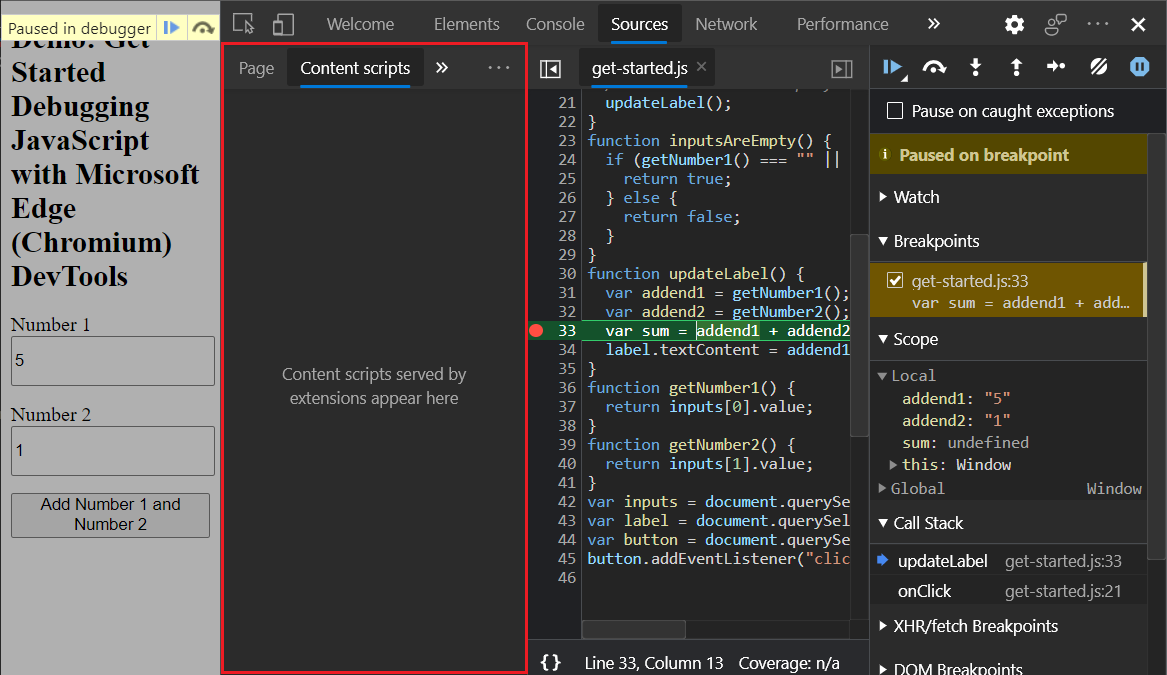 Paused in debugger
Demo: Get
Started
Debugging
JavaScript
with Microsoft
Edge
(Chromium)
DevTools
Number 1
5
Number 2
1
Add Number 1 and
Number 2
Welcome
Elements
Console
Sources
Network
Performance
Page
Content scripts
Content scripts served by
extensions appear here
get-started.js
21 updateLabel();
22 }
23 function inputsAreEmpty() {
24 if (getNumber1() === "" ||
25 return true;
26 } else {
27 return false;
28 }
29 }
30 function updateLabel() {
31 var addend1 = getNumber1();
32 var addend2 = getNumber2();
33 var sum = addend1 + addend2
34 label.textContent = addend1
35 }
36 function getNumber1() {
37 return inputs[0].value;
38 }
39 function getNumber2() {
40 return inputs[1].value;
41 }
42 var inputs = document.querySe
43 var label = document.querySel
44 var button = document.querySe
45 button.addEventListener("clic
46
{} Line 33, Column 13 Coverage: n/a
Pause on caught exceptions
Paused on breakpoint
Watch
Breakpoints
get-started.js:33
var sum = addend1 + add…
Scope
Local
addend1: "5"
addend2: "1"
sum: undefined
this: Window
Global Window
Call Stack
updateLabel get-started.js:33
onClick get-started.js:21
XHR/fetch Breakpoints
DOM Breakpoints